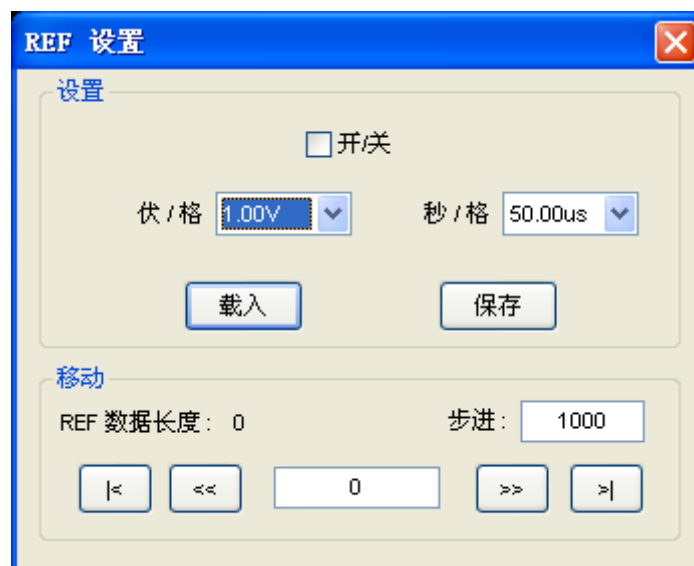 REF 设置
设置
开/关
伏 / 格 1.00V 秒 / 格 50.00us
载入 保存
移动
REF 数据长度： 0 步进： 1000
|< << 0 >> >|